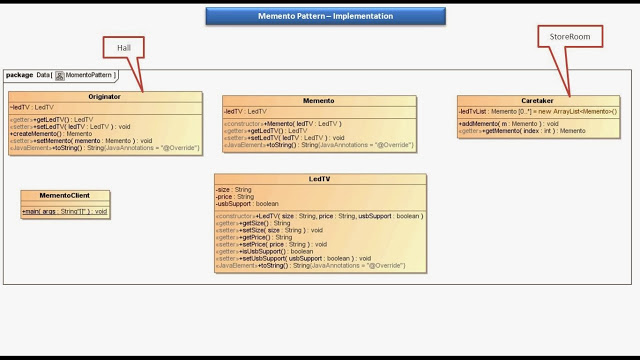 Memento Pattern – Implementation
Hall
StoreRoom
package Data[ MomentoPattern ]
Originator
-ledTV : LedTV
«getter»+getLedTV() : LedTV
«setter»+setLedTV( ledTV : LedTV ) : void
+createMemento() : Memento
«setter»+setMemento( memento : Memento ) : void
«JavaElement»+toString() : String{JavaAnnotations = "@Override"}
Memento
-ledTV : LedTV
«constructor»+Memento( ledTV : LedTV )
«getter»+getLedTV() : LedTV
«setter»+setLedTV( ledTV : LedTV ) : void
«JavaElement»+toString() : String{JavaAnnotations = "@Override"}
Caretaker
-ledTvList : Memento [0..*] = new ArrayList<Memento>()
+addMemento( m : Memento ) : void
«getter»+getMemento( index : int ) : Memento
MementoClient
+main( args : String"[]" ) : void
LedTV
-size : String
-price : String
-usbSupport : boolean
«constructor»+LedTV( size : String, price : String, usbSupport : boolean )
«getter»+getSize() : String
«setter»+setSize( size : String ) : void
«getter»+getPrice() : String
«setter»+setPrice( price : String ) : void
«getter»+isUsbSupport() : boolean
«setter»+setUsbSupport( usbSupport : boolean ) : void
«JavaElement»+toString() : String{JavaAnnotations = "@Override"}